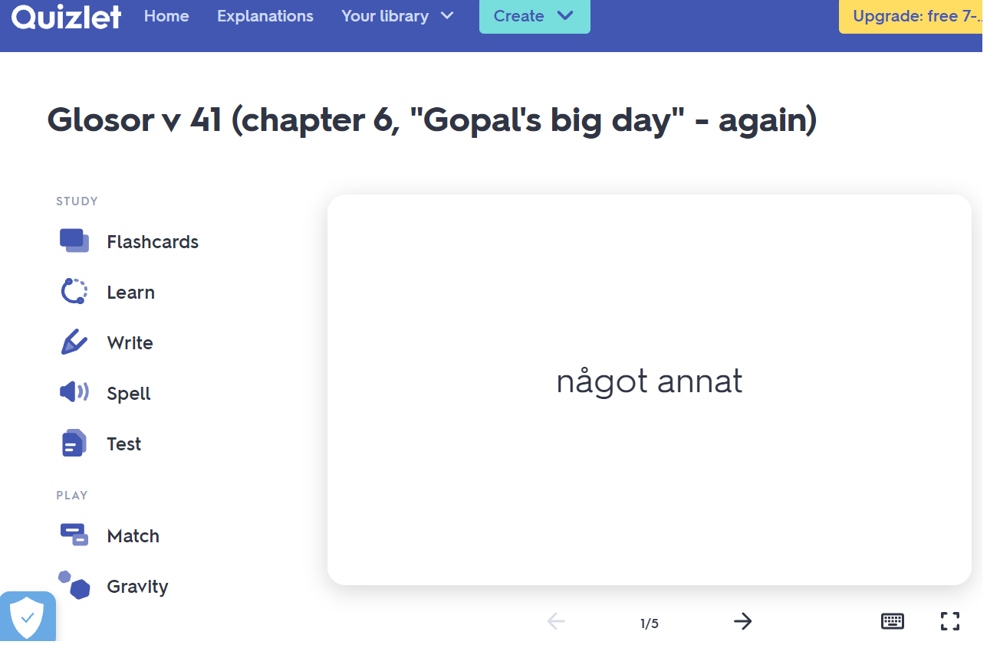 Quizlet Home Explanations Your library Create Upgrade: free 7-...
Glosor v 41 (chapter 6, "Gopal's big day" - again)
STUDY
Flashcards
Learn
Write
Spell
Test
PLAY
Match
Gravity
något annat
1/5